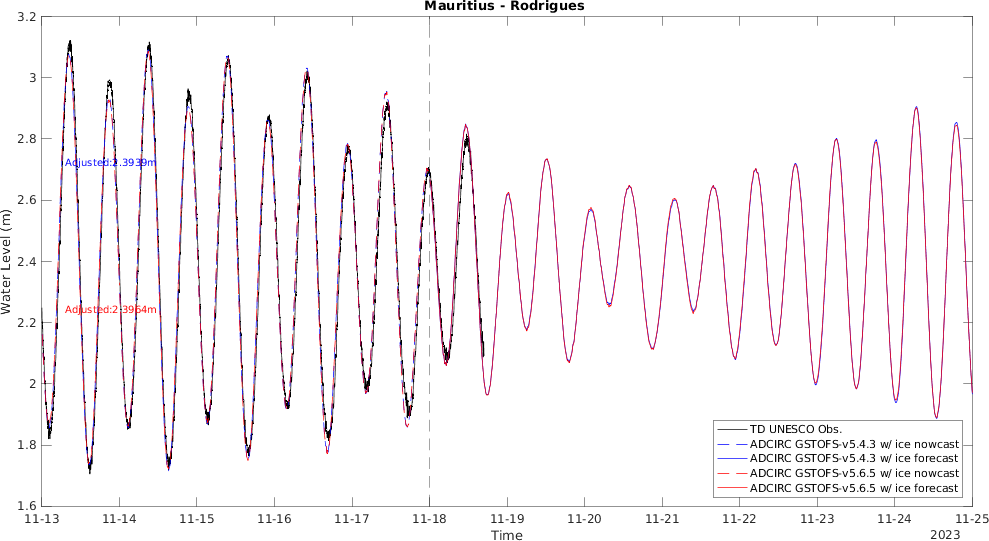 Mauritius - Rodrigues
3.2
3
2.8
2.6
2.4
2.2
2
1.8
1.6
Water Level (m)
Adjusted:2.3939m
Adjusted:2.3964m
TD UNESCO Obs.
ADCIRC GSTOFS-v5.4.3 w/ ice nowcast
ADCIRC GSTOFS-v5.4.3 w/ ice forecast
ADCIRC GSTOFS-v5.6.5 w/ ice nowcast
ADCIRC GSTOFS-v5.6.5 w/ ice forecast
11-13 11-14 11-15 11-16 11-17 11-18 11-19 11-20 11-21 11-22 11-23 11-24 11-25
Time
2023